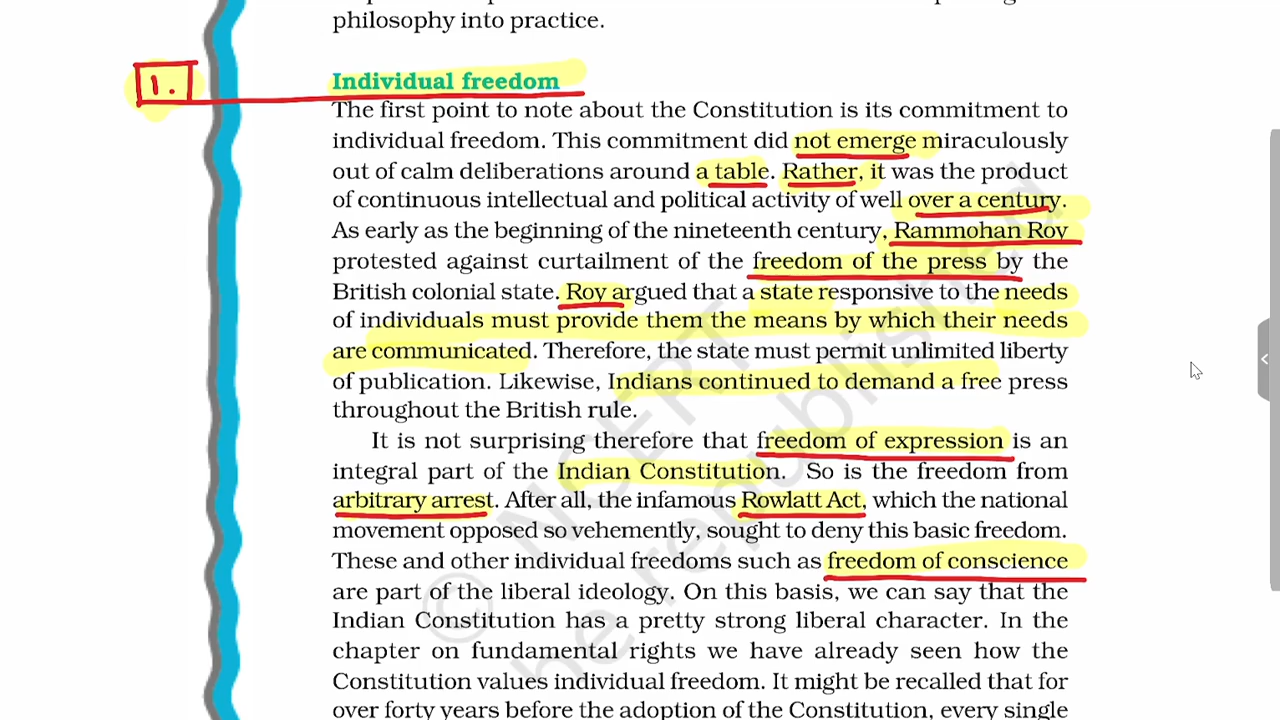 philosophy into practice.
1.
Individual freedom
The first point to note about the Constitution is its commitment to
individual freedom. This commitment did not emerge miraculously
out of calm deliberations around a table. Rather, it was the product
of continuous intellectual and political activity of well over a century.
As early as the beginning of the nineteenth century, Rammohan Roy
protested against curtailment of the freedom of the press by the
British colonial state. Roy argued that a state responsive to the needs
of individuals must provide them the means by which their needs
are communicated. Therefore, the state must permit unlimited liberty
of publication. Likewise, Indians continued to demand a free press
throughout the British rule.
It is not surprising therefore that freedom of expression is an
integral part of the Indian Constitution. So is the freedom from
arbitrary arrest. After all, the infamous Rowlatt Act, which the national
movement opposed so vehemently, sought to deny this basic freedom.
These and other individual freedoms such as freedom of conscience
are part of the liberal ideology. On this basis, we can say that the
Indian Constitution has a pretty strong liberal character. In the
chapter on fundamental rights we have already seen how the
Constitution values individual freedom. It might be recalled that for
over forty years before the adoption of the Constitution, every single
© NCERT
be republished